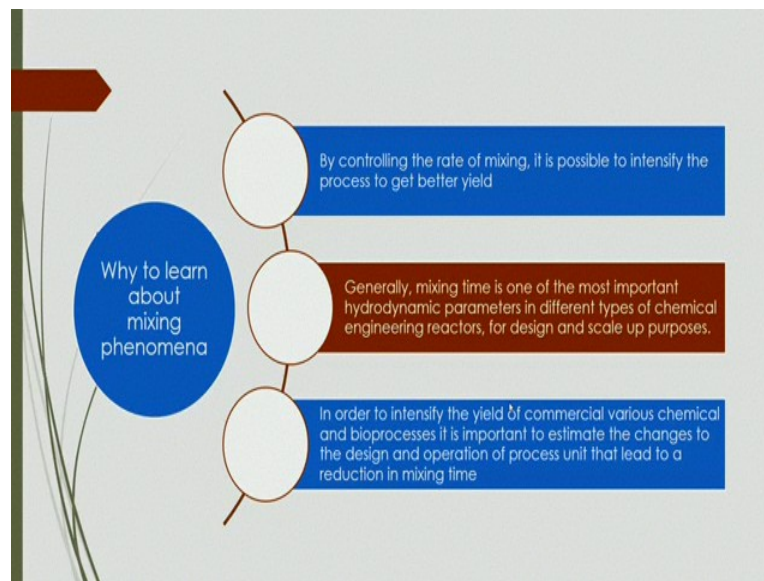 Why to learn
about
mixing
phenomena
By controlling the rate of mixing, it is possible to intensify the
process to get better yield
Generally, mixing time is one of the most important
hydrodynamic parameters in different types of chemical
engineering reactors, for design and scale up purposes.
In order to intensify the yield of commercial various chemical
and bioprocesses it is important to estimate the changes to
the design and operation of process unit that lead to a
reduction in mixing time